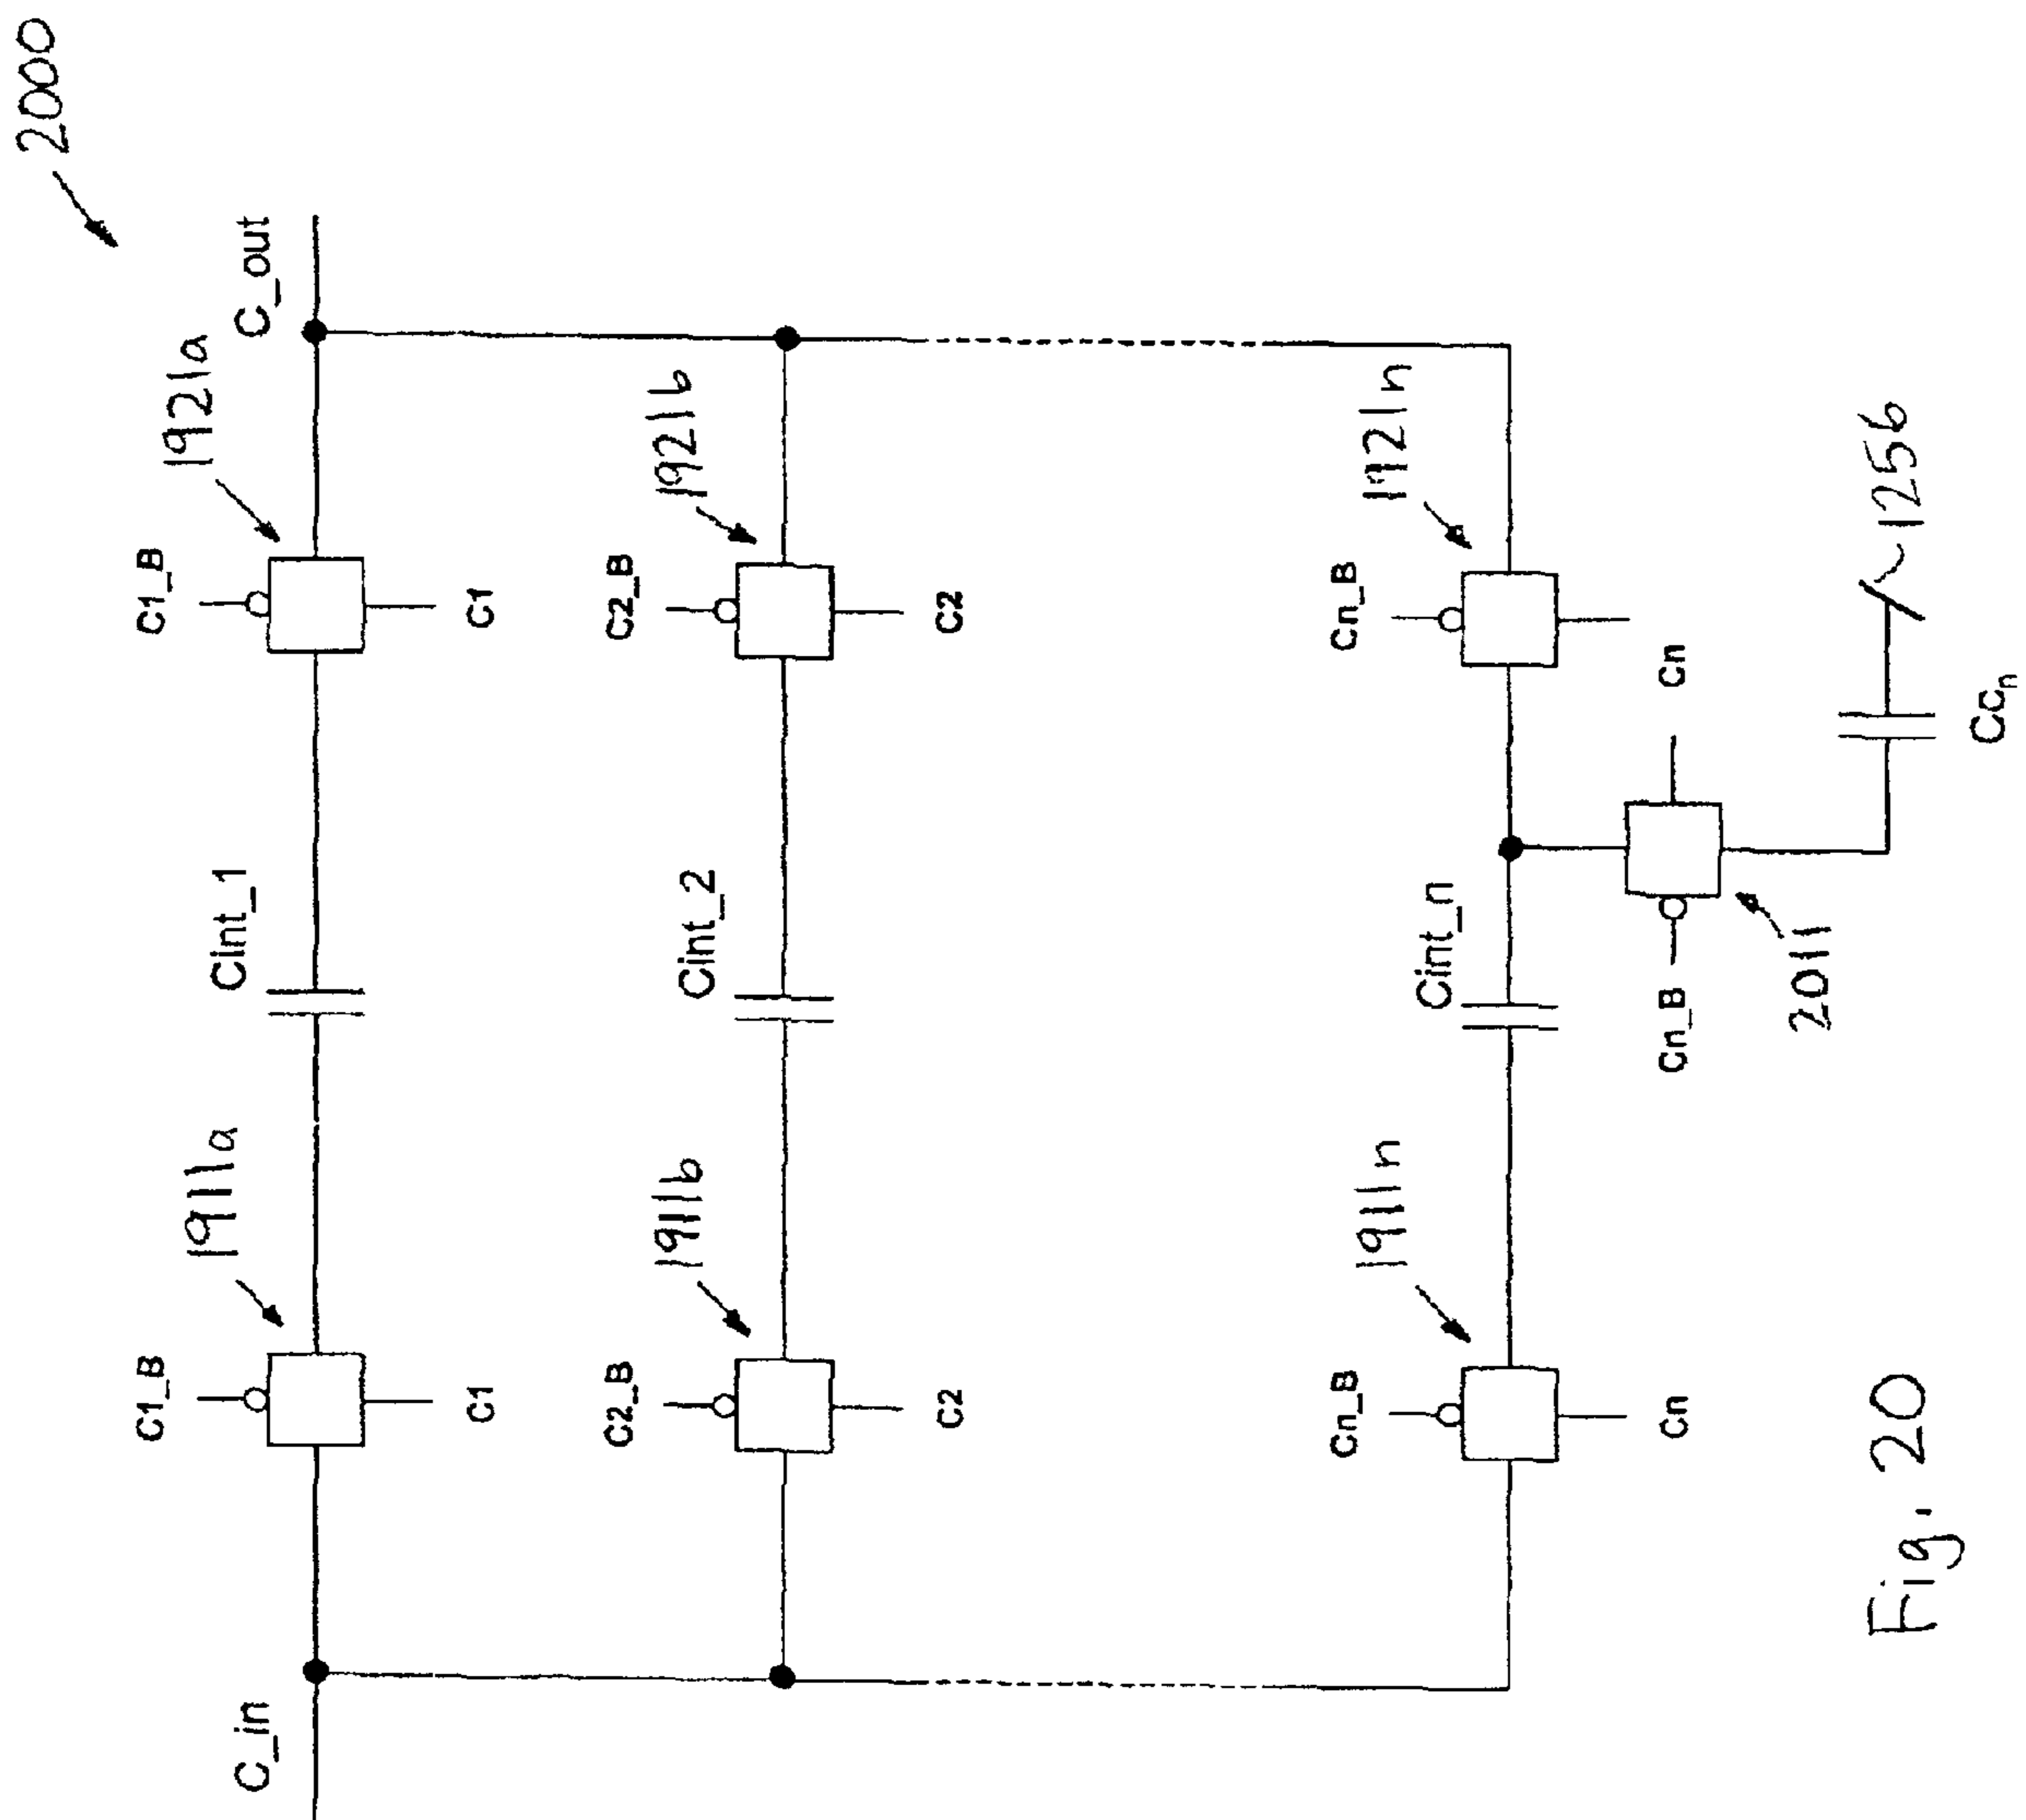 2000
C_in
C_out
1911a
Cint_1
1921a
C1_B
C1
C1_B
C1
1911b
Cint_2
1921b
C2_B
C2
C2_B
C2
1911n
Cint_n
1921n
Cn_B
Cn
Cn_B
Cn_B
Cn
2011
1256
Ccn
Fig. 20